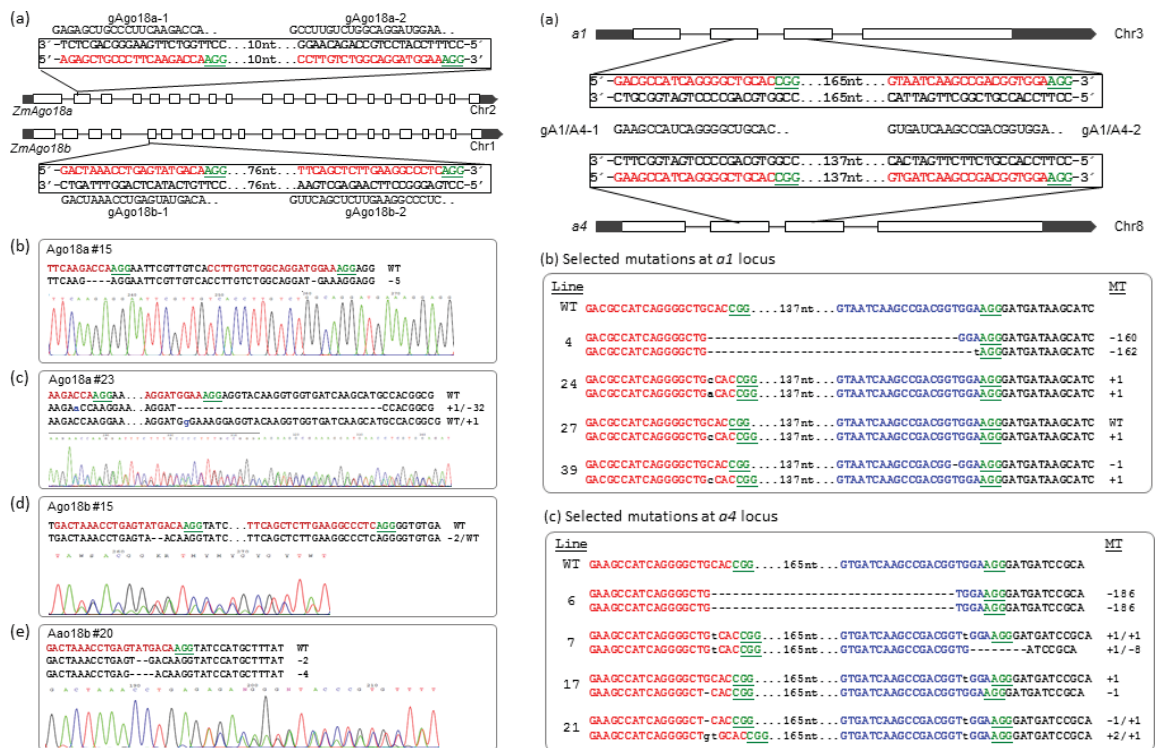 (a)
gAgo18a-1 gAgo18a-2
GAGAGCUGCCCUUCAAGACCA.. GCCUUGUCUGGCAGGAUGGAA..
3´-TCTCGACGGGAAGTTCTGGTTCC...10nt...GGAACAGACCGTCCTACCTTTCC-5´
5´-AGAGCTGCCCTTCAAGACCAAGG...10nt...CCTTGTCTGGCAGGATGGAAAGG-3´
ZmAgo18a Chr2
ZmAgo18b Chr1
5´-GACTAAACCTGAGTATGACAAGG...76nt...TTCAGCTCTTGAAGGCCCTCAGG-3´
3´-CTGATTTGGACTCATACTGTTCC...76nt...AAGTCGAGAACTTCCGGGAGTCC-5´
GACUAAACCUGAGUAUGACA.. GUUCAGCUCUUGAAGGCCCUC..
gAgo18b-1 gAgo18b-2
(b)
Ago18a #15
TTCAAGACCAAGGAATTCGTTGTCACCTTGTCTGGCAGGATGGAAAGGAGG WT
TTCAAG----AGGAATTCGTTGTCACCTTGTCTGGCAGGAT-GAAAGGAGG -5
(c)
Ago18a #23
AAGACCAAGGAA...AGGATGGAAAGGAGGTACAAGGTGGTGATCAAGCATGCCACGGCG WT
AAGAaCCAAGGAA...AGGAT--------------------------------CCACGGCG +1/-32
AAGACCAAGGAA...AGGATGgGAAAGGAGGTACAAGGTGGTGATCAAGCATGCCACGGCG WT/+1
(d)
Ago18b #15
TGACTAAACCTGAGTATGACAAGGTATC...TTCAGCTCTTGAAGGCCCTCAGGGGTGTGA WT
TGACTAAACCTGAGTA--ACAAGGTATC...TTCAGCTCTTGAAGGCCCTCAGGGGTGTGA -2/WT
(e)
Aao18b #20
GACTAAACCTGAGTATGACAAGGTATCCATGCTTTAT WT
GACTAAACCTGAG--GACAAGGTATCCATGCTTTAT -2
GACTAAACCTGAG----ACAAGGTATCCATGCTTTAT -4
(a)
a1 Chr3
5´-GACGCCATCAGGGGCTGCACCGG...165nt...GTAATCAAGCCGACGGTGGAAGG-3´
3´-CTGCGGTAGTCCCCGACGTGGCC...165nt...CATTAGTTCGGCTGCCACCTTCC-5´
gA1/A4-1 GAAGCCAUCAGGGGCUGCAC.. GUGAUCAAGCCGACGGUGGA.. gA1/A4-2
3´-CTTCGGTAGTCCCCGACGTGGCC...137nt...CACTAGTTCTTCTGCCACCTTCC-5´
5´-GAAGCCATCAGGGGCTGCACCGG...137nt...GTGATCAAGCCGACGGTGGAAGG-3´
a4 Chr8
(b) Selected mutations at a1 locus
Line MT
WT GACGCCATCAGGGGCTGCACCGG...137nt...GTAATCAAGCCGACGGTGGAAGGGATGATAAGCATC
4 GACGCCATCAGGGGCTG------------------------------GGAAGGGATGATAAGCATC -160
GACGCCATCAGGGGCTG--------------------------------tAGGGATGATAAGCATC -162
24 GACGCCATCAGGGGCTGcCACCGG...137nt...GTAATCAAGCCGACGGTGGAAGGGATGATAAGCATC +1
GACGCCATCAGGGGCTGaCACCGG...137nt...GTAATCAAGCCGACGGTGGAAGGGATGATAAGCATC
27 GACGCCATCAGGGGCTGCACCGG...137nt...GTAATCAAGCCGACGGTGGAAGGGATGATAAGCATC WT
GACGCCATCAGGGGCTGcCACCGG...137nt...GTAATCAAGCCGACGGTGGAAGGGATGATAAGCATC +1
39 GACGCCATCAGGGGCTGCACCGG...137nt...GTAATCAAGCCGACGG-GGAAGGGATGATAAGCATC -1
GACGCCATCAGGGGCTGcCACCGG...137nt...GTAATCAAGCCGACGGTGGAAGGGATGATAAGCATC +1
(c) Selected mutations at a4 locus
Line MT
WT GAAGCCATCAGGGGCTGCACCGG...165nt...GTGATCAAGCCGACGGTGGAAGGGATGATCCGCA
6 GAAGCCATCAGGGGCTG------------------------------TGGAAGGGATGATCCGCA -186
GAAGCCATCAGGGGCTG------------------------------TGGAAGGGATGATCCGCA -186
7 GAAGCCATCAGGGGCTGtCACCGG...165nt...GTGATCAAGCCGACGGTtGGAAGGGATGATCCGCA +1/+1
GAAGCCATCAGGGGCTGtCACCGG...165nt...GTGATCAAGCCGACGGTG--------ATCCGCA +1/-8
17 GAAGCCATCAGGGGCTGCACCGG...165nt...GTGATCAAGCCGACGGTtGGAAGGGATGATCCGCA +1
GAAGCCATCAGGGGCT-CACCGG...165nt...GTGATCAAGCCGACGGTGGAAGGGATGATCCGCA -1
21 GAAGCCATCAGGGGCT-CACCGG...165nt...GTGATCAAGCCGACGGTtGGAAGGGATGATCCGCA -1/+1
GAAGCCATCAGGGGCTgtGCACCGG...165nt...GTGATCAAGCCGACGGTtGGAAGGGATGATCCGCA +2/+1